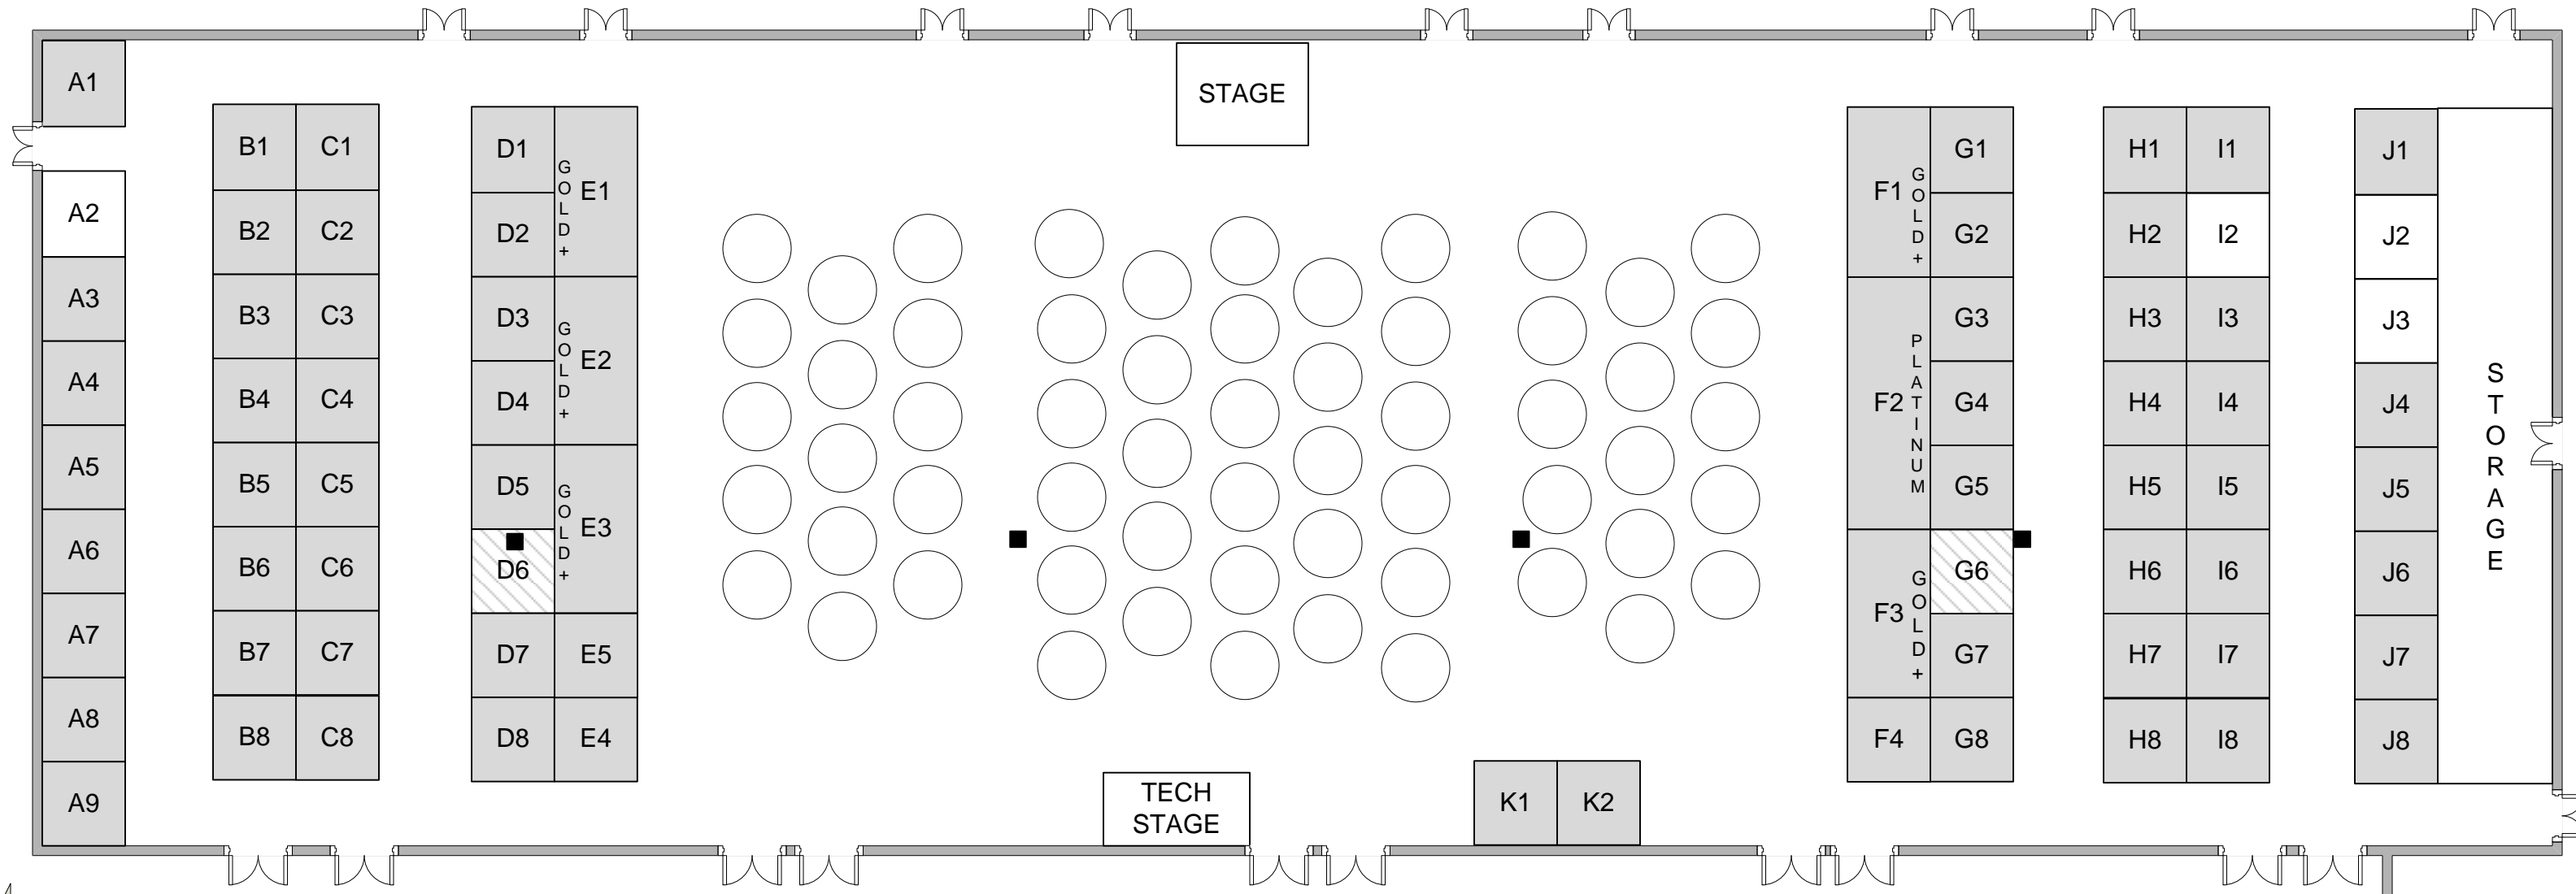 A1
A2
A3
A4
A5
A6
A7
A8
A9
B1 C1
B2 C2
B3 C3
B4 C4
B5 C5
B6 C6
B7 C7
B8 C8
D1
D2
D3
D4
D5
D6
D7
D8
GOLD+
E1
GOLD+
E2
GOLD+
E3
E5
E4
STAGE
TECH
STAGE
K1 K2
F1
GOLD+
F2
PLATINUM
F3
GOLD+
F4
G1
G2
G3
G4
G5
G6
G7
G8
H1 I1
H2 I2
H3 I3
H4 I4
H5 I5
H6 I6
H7 I7
H8 I8
J1
J2
J3
J4
J5
J6
J7
J8
STORAGE